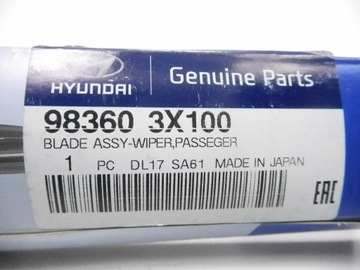 HYUNDAI
Genuine Parts
98360 3X100
BLADE ASSY-WIPER,PASSEGER
1 PC DL17 SA61 MADE IN JAPAN
EAC